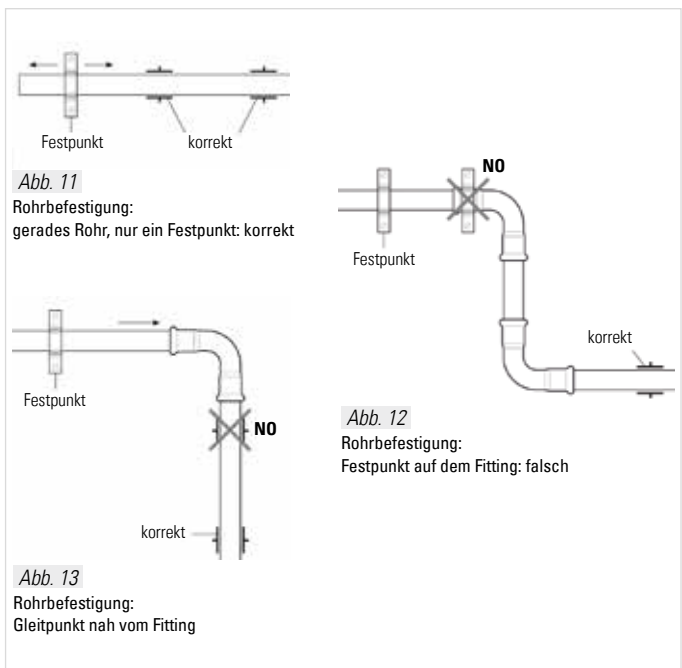 Festpunkt
korrekt
Abb. 11
Rohrbefestigung:
gerades Rohr, nur ein Festpunkt: korrekt
NO
Festpunkt
korrekt
Abb. 12
Rohrbefestigung:
Festpunkt auf dem Fitting: falsch
Festpunkt
NO
korrekt
Abb. 13
Rohrbefestigung:
Gleitpunkt nah vom Fitting